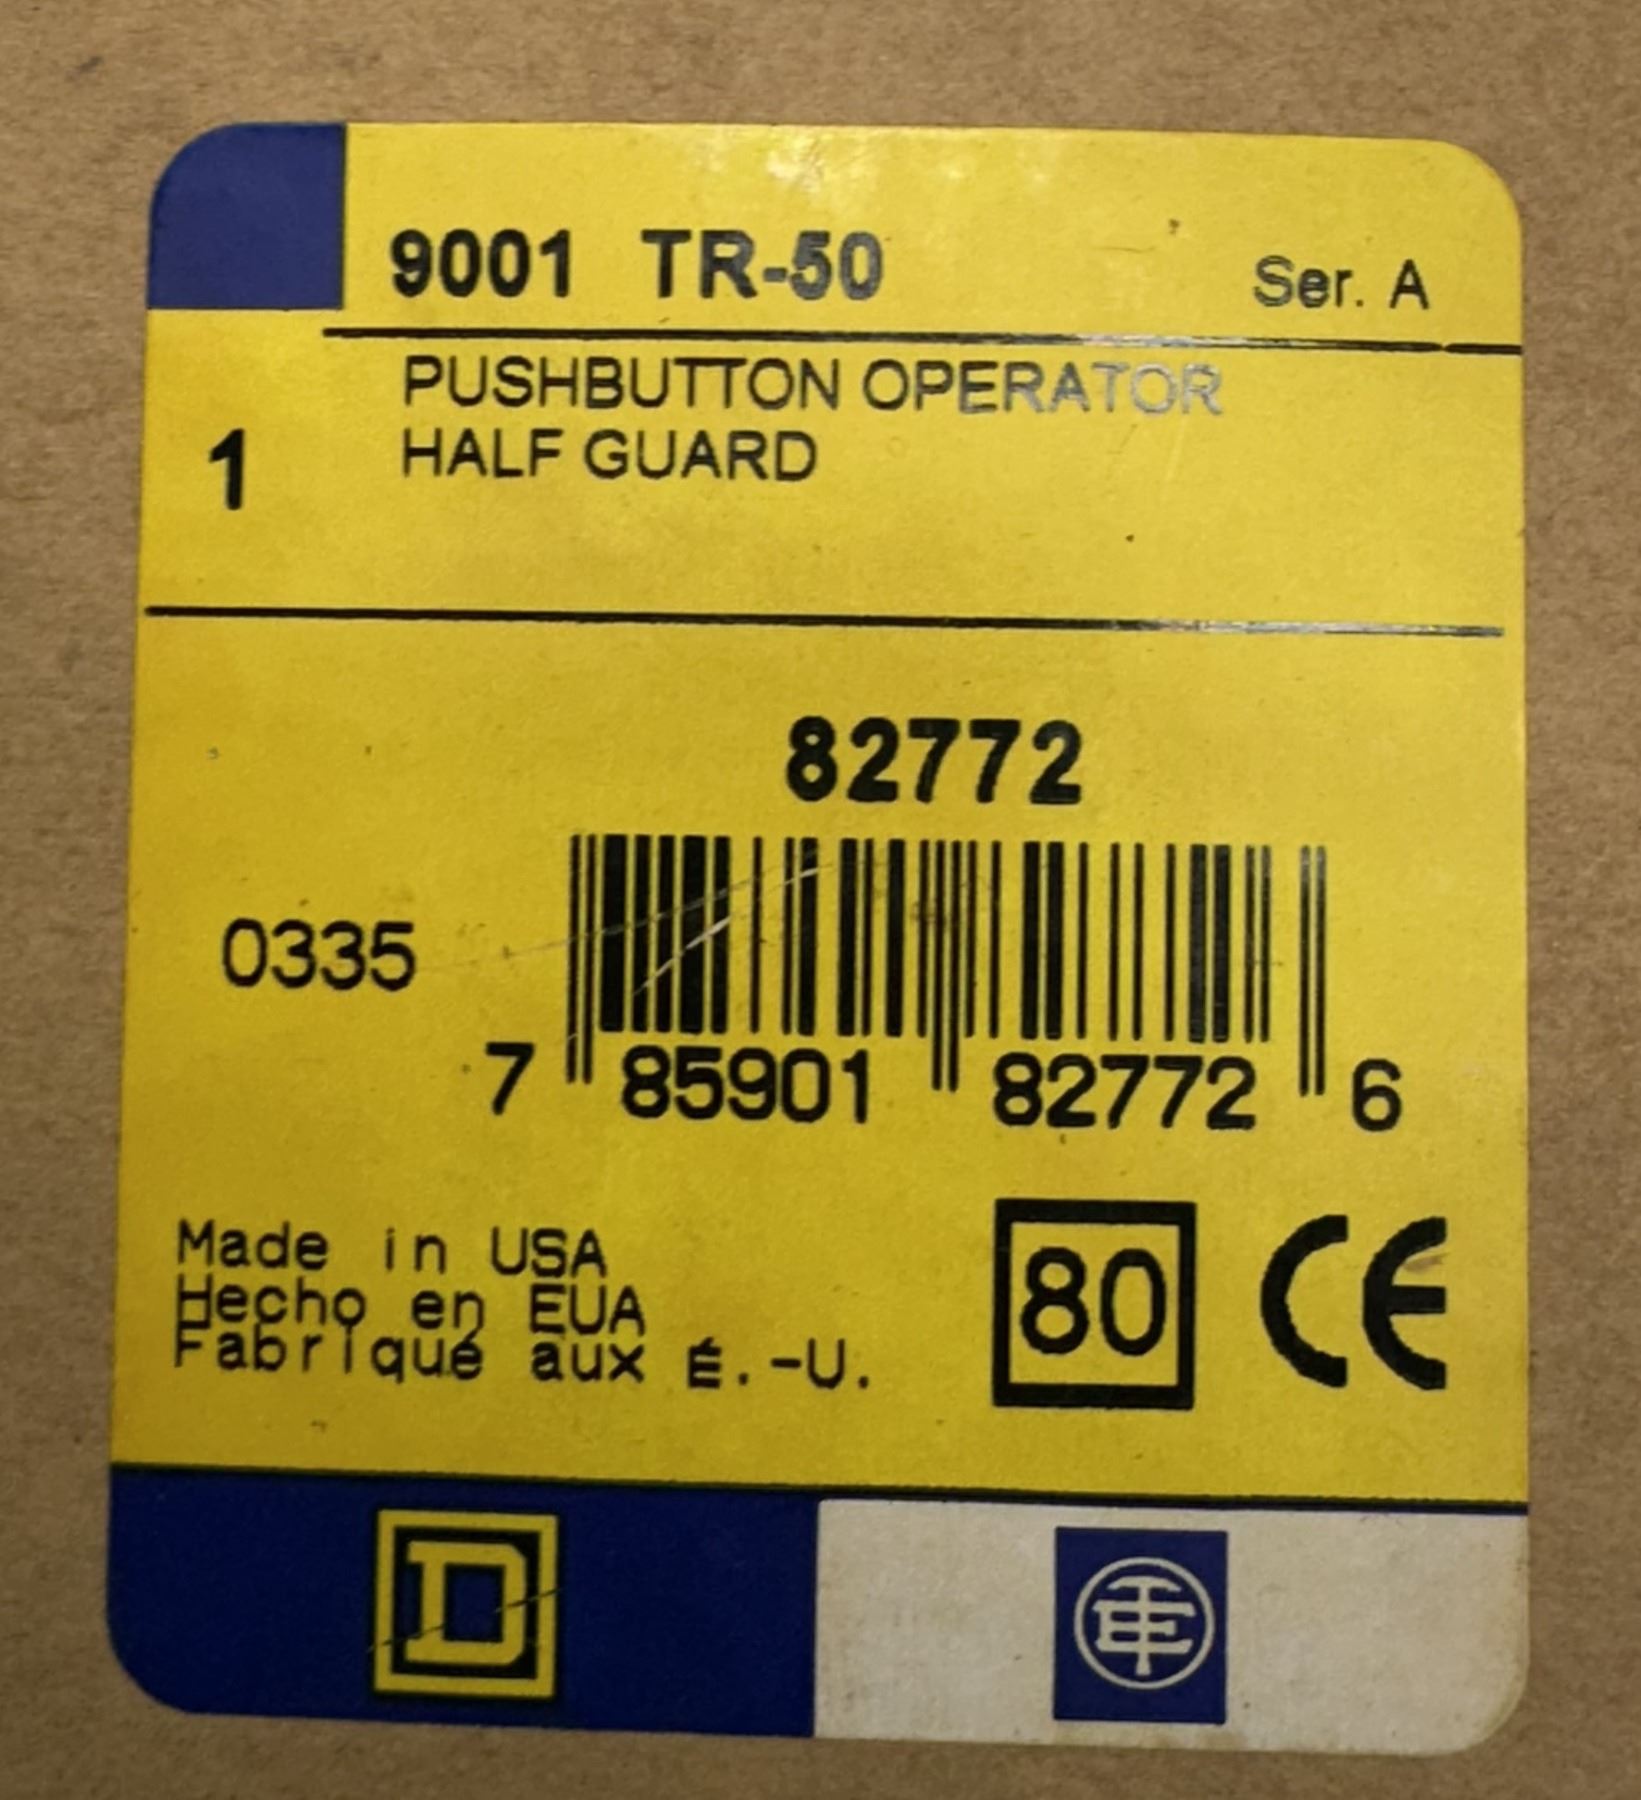 9001 TR-50 Ser. A
PUSHBUTTON OPERATOR
HALF GUARD
1
82772
0335
7 85901 82772 6
Made in USA
Hecho en EUA
Fabriqué aux É.-U.
80 CE
D
TE